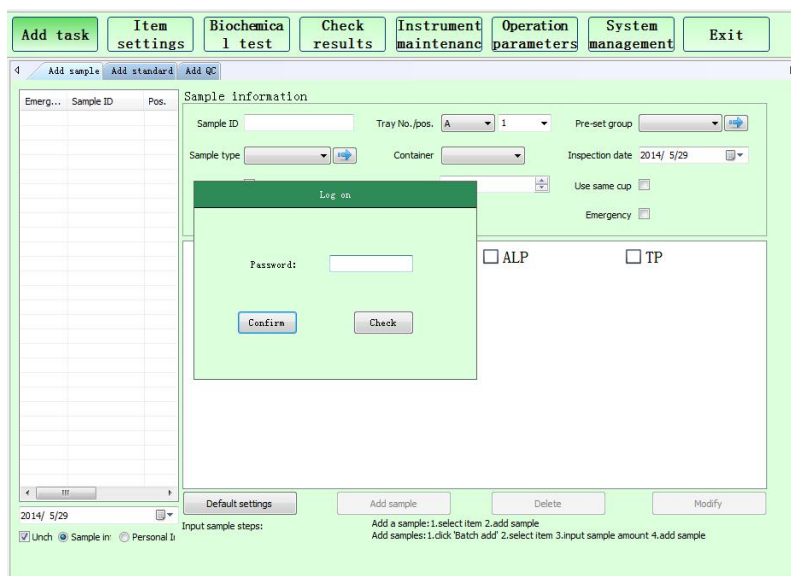 Add task
Item settings
Biochemica l test
Check results
Instrument maintenanc
Operation parameters
System management
Exit
Add sample
Add standard
Add QC
Emerg...
Sample ID
Pos.
Sample information
Sample ID
Tray No./pos.
A
1
Pre-set group
Sample type
Container
Inspection date
2014/ 5/29
Use same cup
Emergency
Log on
Password:
Confirm
Check
ALP
TP
2014/ 5/29
Unch
Sample in
Personal I
Default settings
Add sample
Delete
Modify
Input sample steps:
Add a sample:1.select item 2.add sample
Add samples:1.click 'Batch add' 2.select item 3.input sample amount 4.add sample